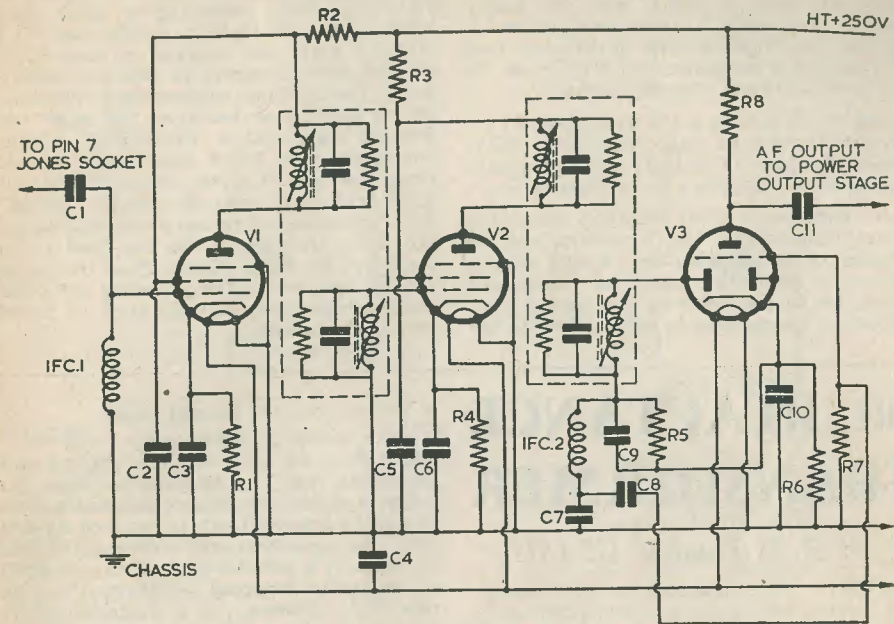 R2
HT+250V
R3
R8
TO PIN 7
JONES SOCKET
C1
A F OUTPUT
TO POWER
OUTPUT STAGE
C11
V1
V2
V3
IFC.1
IFC.2
C2
C3
R1
C5
C6
R4
C9
R5
C10
C8
C7
R6
R7
C4
CHASSIS